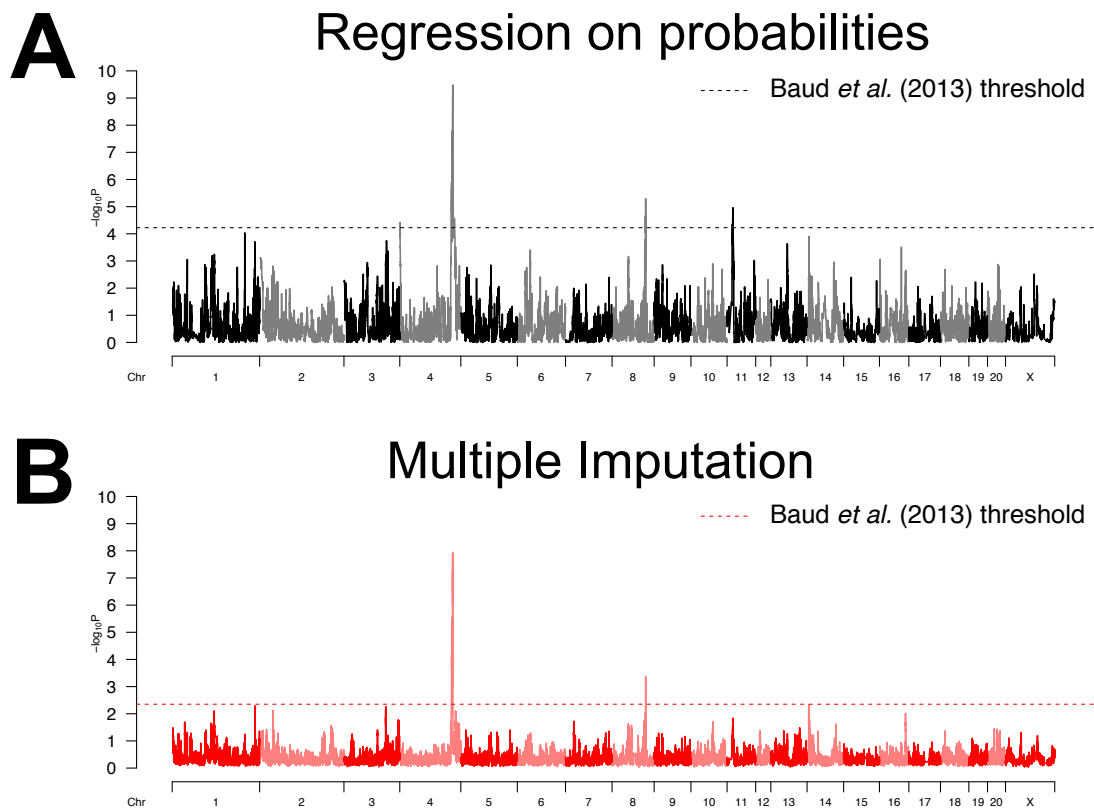 A
Regression on probabilities
Baud et al. (2013) threshold
10
9
8
7
6
5
4
3
2
1
0
−log10P
Chr 1 2 3 4 5 6 7 8 9 10 11 12 13 14 15 16 17 18 19 20 X
B
Multiple Imputation
Baud et al. (2013) threshold
10
9
8
7
6
5
4
3
2
1
0
−log10P
Chr 1 2 3 4 5 6 7 8 9 10 11 12 13 14 15 16 17 18 19 20 X